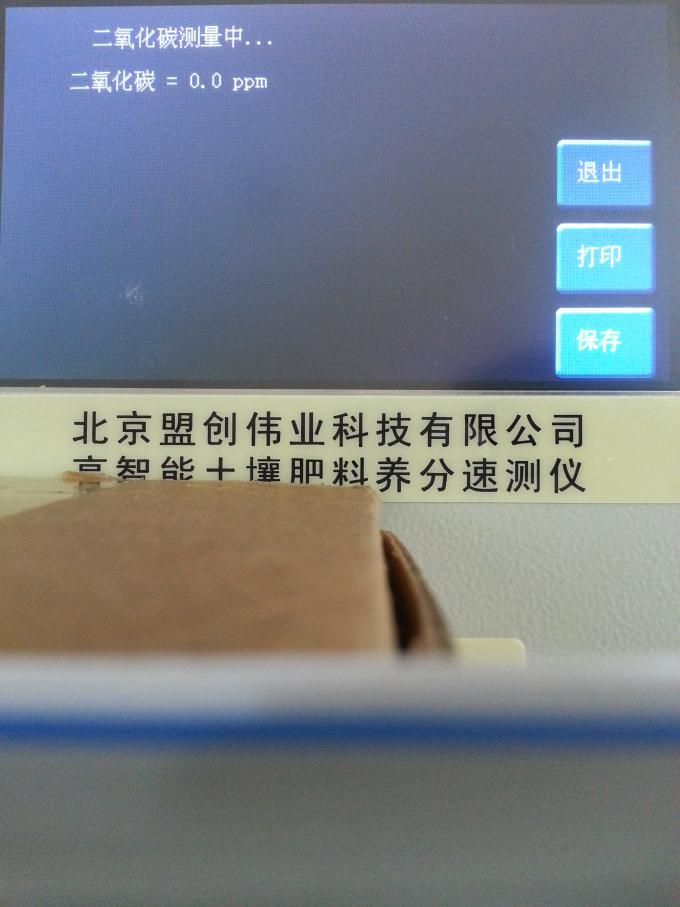 二氧化碳测量中...
二氧化碳 = 0.0 ppm
退出
打印
保存
北京盟创伟业科技有限公司
高智能土壤肥料养分速测仪